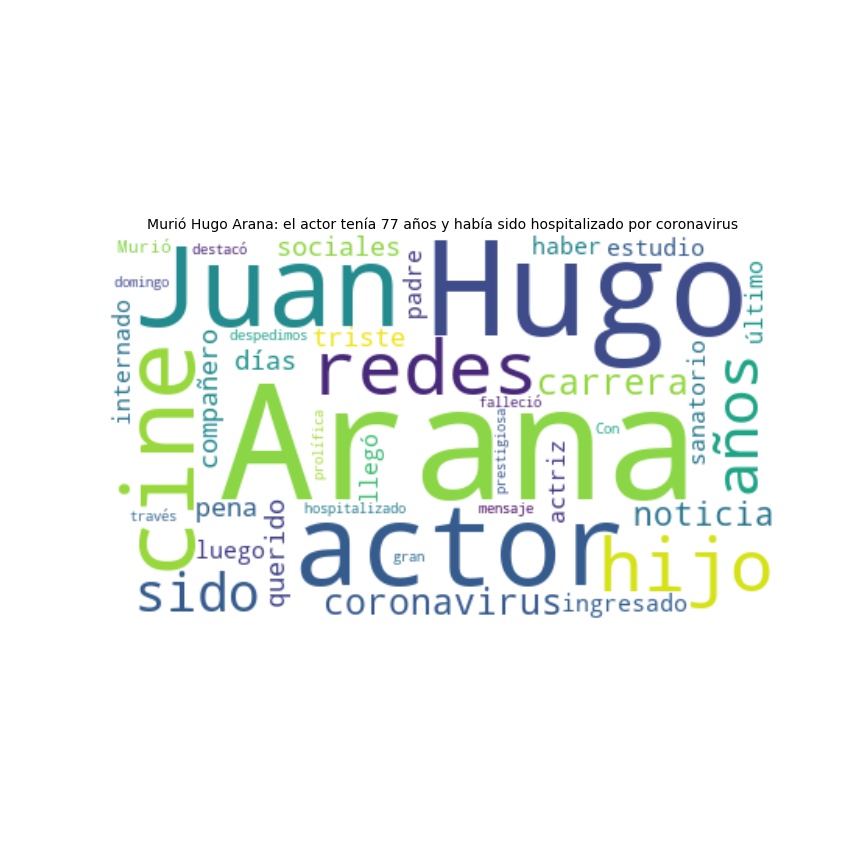 Murió Hugo Arana: el actor tenía 77 años y había sido hospitalizado por coronavirus
Murió
destacó
sociales
haber
estudio
domingo
Juan
padre
Hugo
último
internado
compañero
despedimos
triste
días
redes
carrera
sanatorio
años
cine
Arana
falleció
prolífica
llegó
prestigiosa
Con
actriz
través
pena
querido
hospitalizado
mensaje
noticia
luego
actor
gran
hijo
sido
coronavirus
ingresado